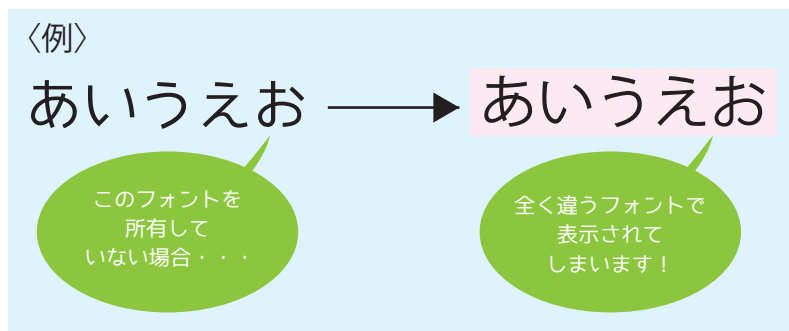 〈例〉
あいうえお
あいうえお
このフォントを
所有して
いない場合・・・
全く違うフォントで
表示されて
しまいます！